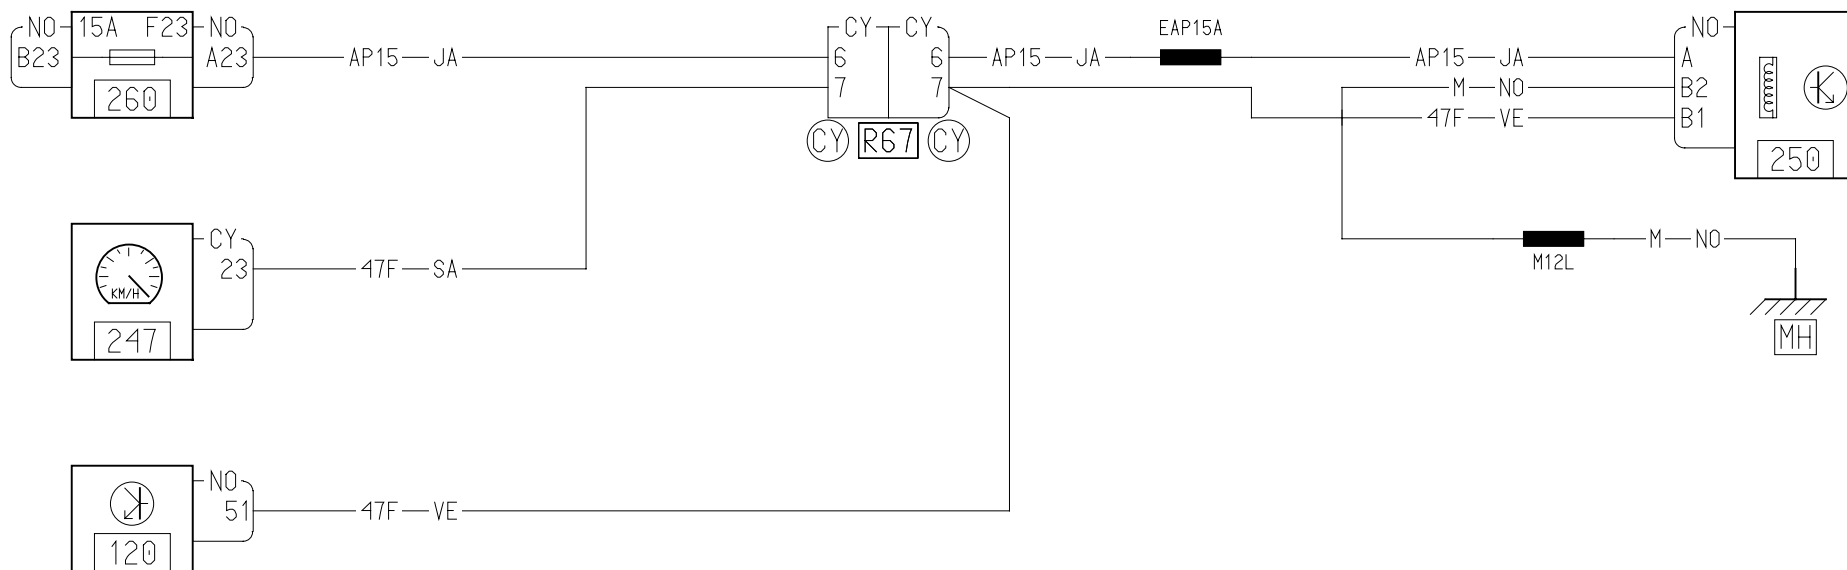 NO 15A F23 NO CY CY EAP15A NO
B23 A23 AP15 JA 6 6 AP15 JA AP15 JA A
260 7 7 M NO B2
47F VE B1
CY R67 CY 250
CY
23 47F SA M NO
M12L
KM/H
247 MH
NO
51 47F VE
120